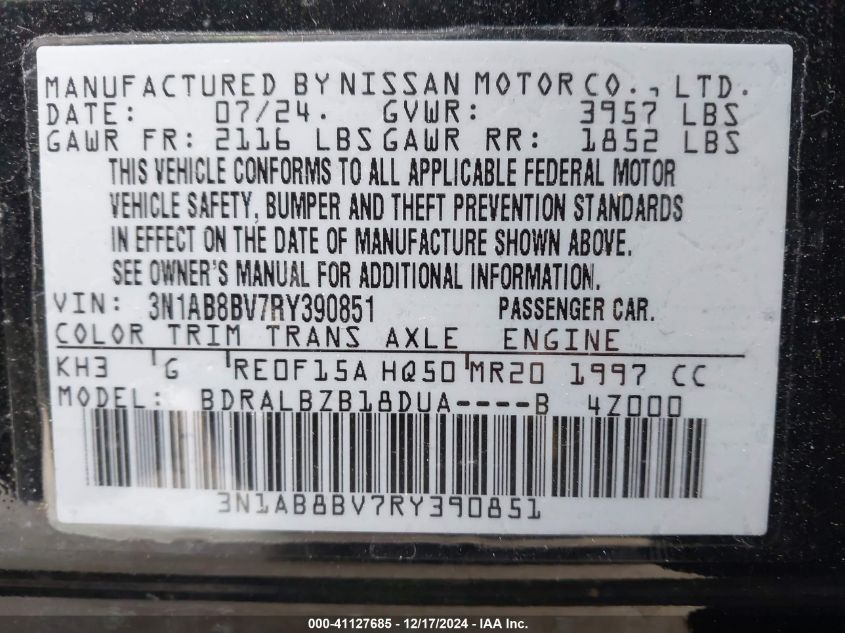 MANUFACTURED BY NISSAN MOTOR CO., LTD.
DATE: 07/24. GVWR: 3957 LBS
GAWR FR: 2116 LBS GAWR RR: 1852 LBS
THIS VEHICLE CONFORMS TO ALL APPLICABLE FEDERAL MOTOR
VEHICLE SAFETY, BUMPER AND THEFT PREVENTION STANDARDS
IN EFFECT ON THE DATE OF MANUFACTURE SHOWN ABOVE.
SEE OWNER'S MANUAL FOR ADDITIONAL INFORMATION.
VIN: 3N1AB8BV7RY390851 PASSENGER CAR.
COLOR TRIM TRANS AXLE ENGINE
KH3 G RE0F15A HQ50 MR20 1997 CC
MODEL: BDRALBZB18DUA----B 4Z000
3N1AB8BV7RY390851
000-41127685 - 12/17/2024 - IAA Inc.